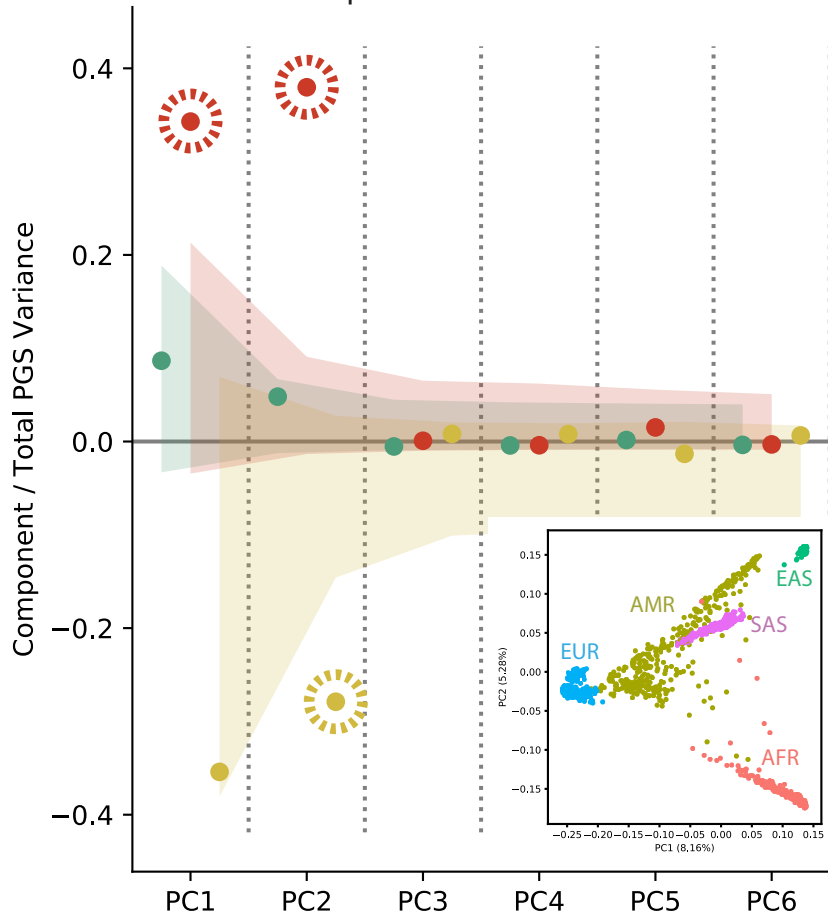 Component / Total PGS Variance
0.4
0.2
0.0
−0.2
−0.4
PC1 PC2 PC3 PC4 PC5 PC6
PC2 (5.28%)
0.15
0.10
0.05
0.00
−0.05
−0.10
−0.15
EAS
AMR
SAS
EUR
AFR
−0.25 −0.20 −0.15 −0.10 −0.05 0.00 0.05 0.10 0.15
PC1 (8.16%)